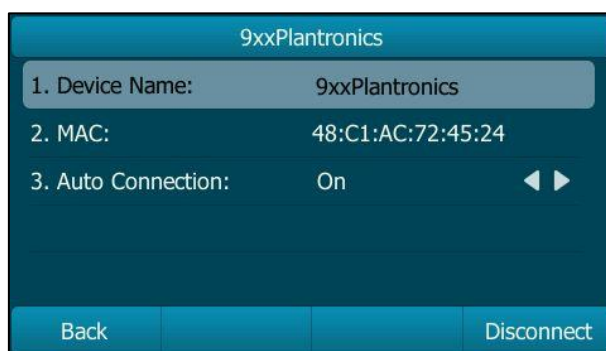 9xxPlantronics
1. Device Name: 9xxPlantronics
2. MAC: 48:C1:AC:72:45:24
3. Auto Connection: On
Back Disconnect